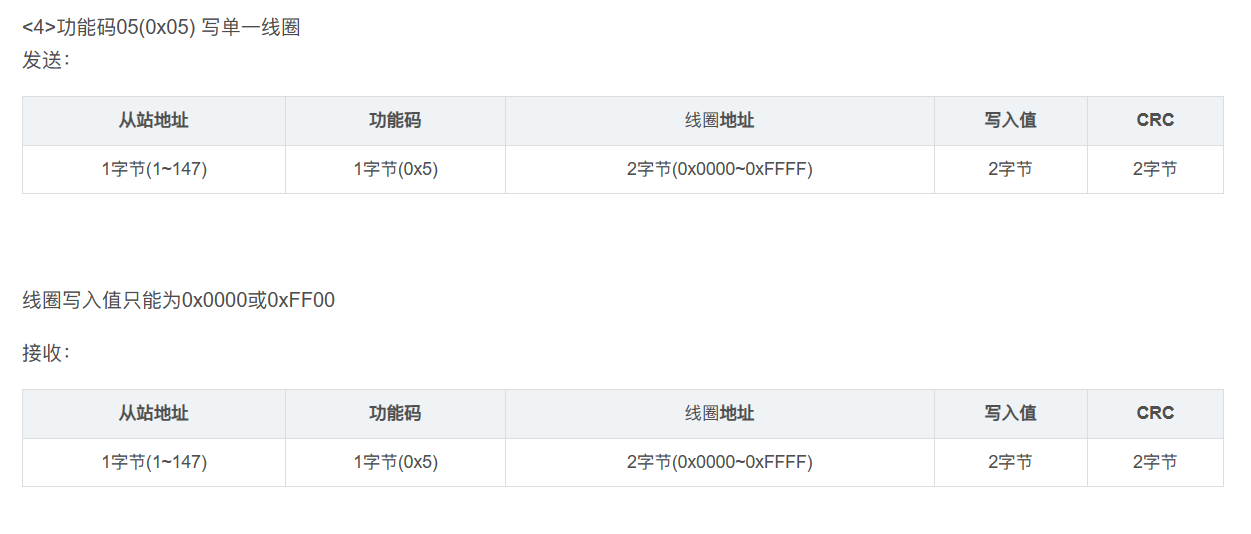 <4>功能码05(0x05) 写单一线圈
发送：
从站地址 功能码 线圈地址 写入值 CRC
1字节(1~147) 1字节(0x5) 2字节(0x0000~0xFFFF) 2字节 2字节
线圈写入值只能为0x0000或0xFF00
接收：
从站地址 功能码 线圈地址 写入值 CRC
1字节(1~147) 1字节(0x5) 2字节(0x0000~0xFFFF) 2字节 2字节